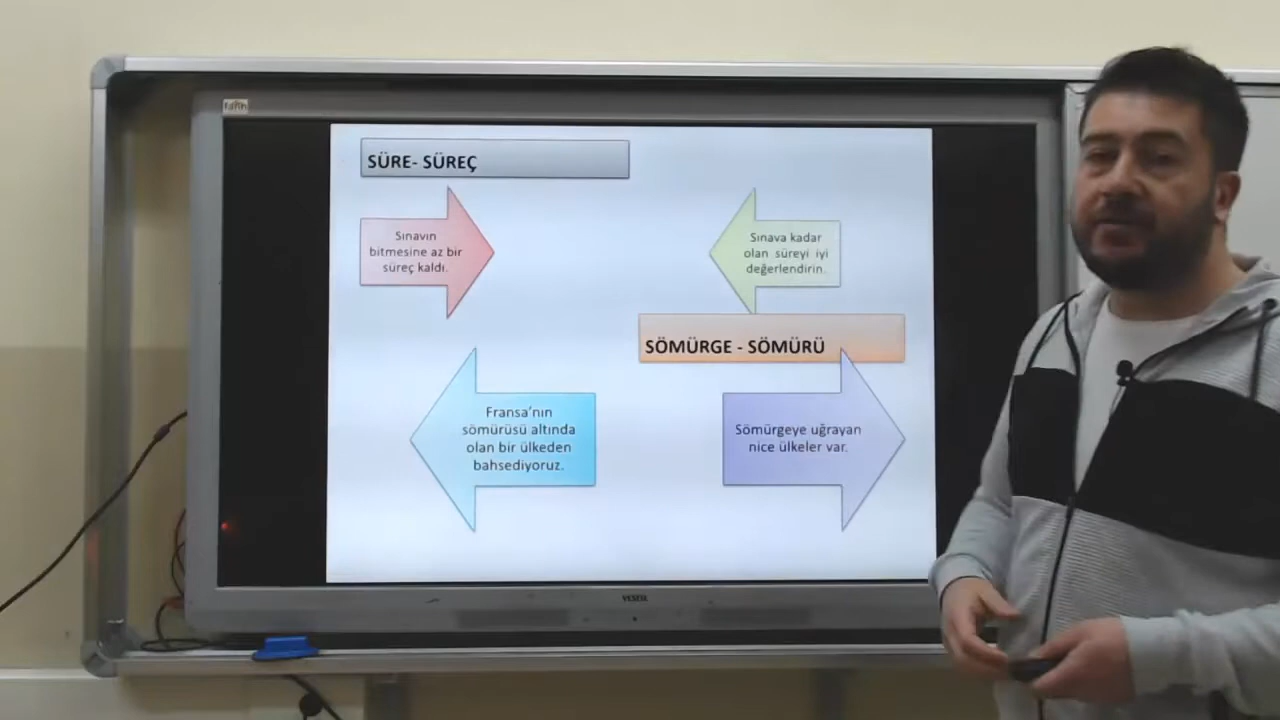 tarih
SÜRE- SÜREÇ
Sınavın
bitmesine az bir
süreç kaldı.
Sınava kadar
olan süreyi iyi
değerlendirin.
SÖMÜRGE - SÖMÜRÜ
Fransa’nın
sömürüsü altında
olan bir ülkeden
bahsediyoruz.
Sömürgeye uğrayan
nice ülkeler var.
VESTEL